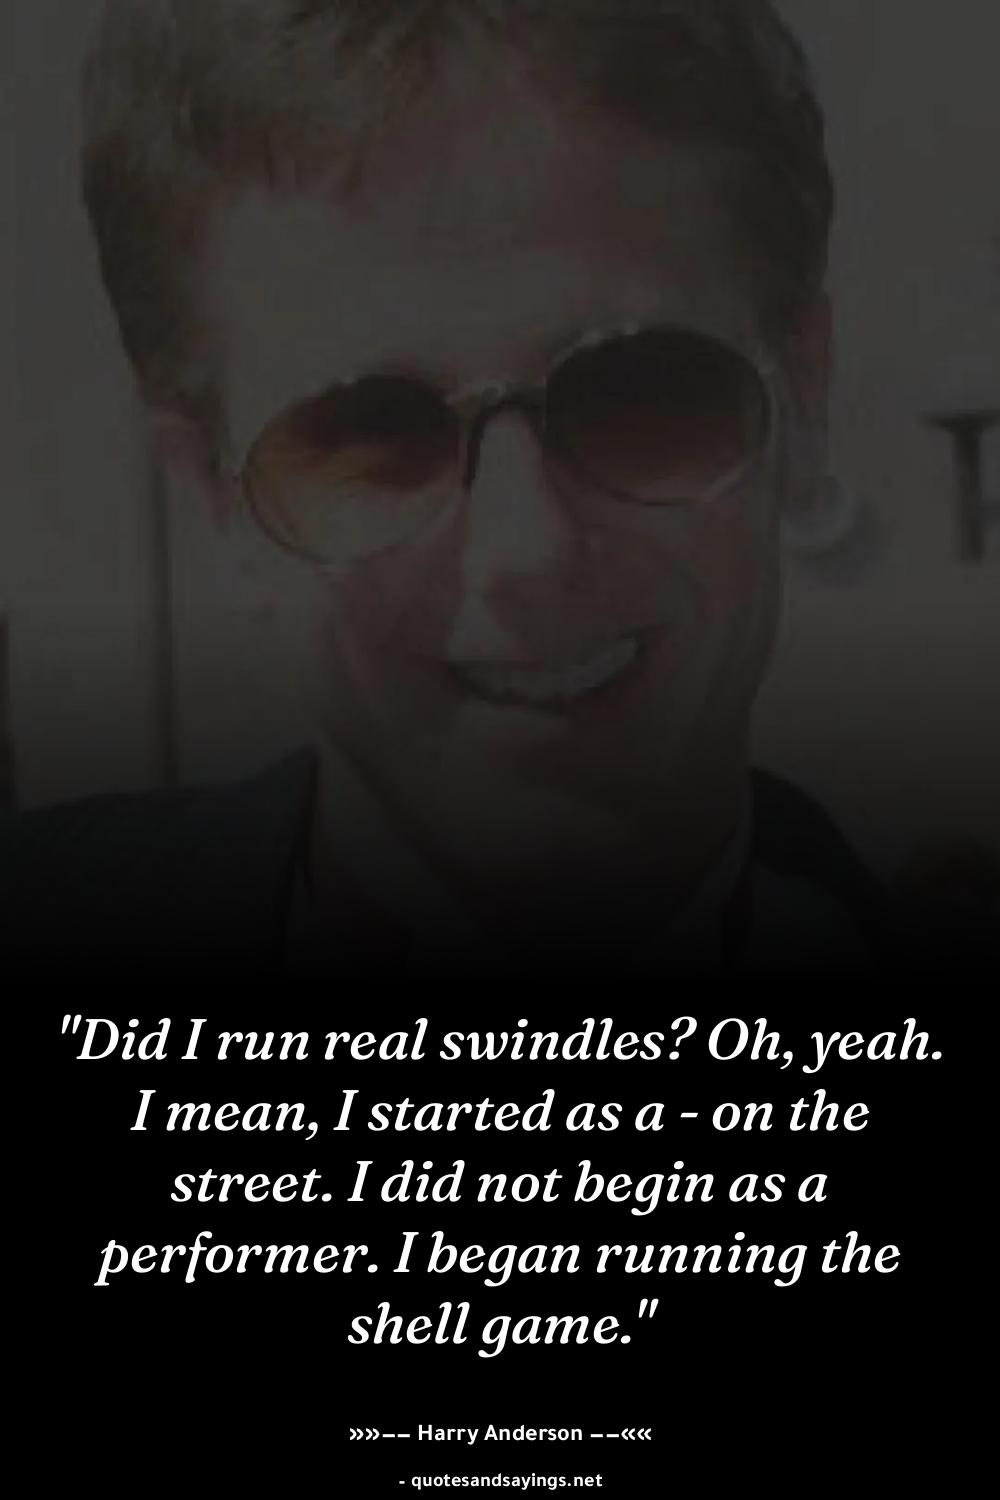 "Did I run real swindles? Oh, yeah.
I mean, I started as a - on the
street. I did not begin as a
performer. I began running the
shell game."
»»−− Harry Anderson −−««
- quotesandsayings.net